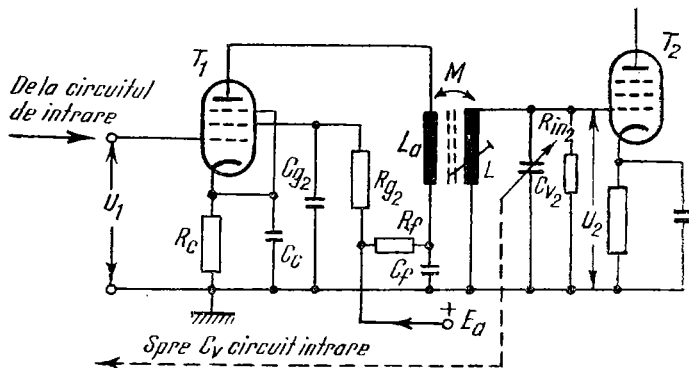 T1
M
T2
De la circuitul
de intrare
La
L
Rin2
Cv2
U1
Cg2
Rg2
Rf
U2
Rc
Cc
Cf
+
Ea
Spre Cv circuit intrare